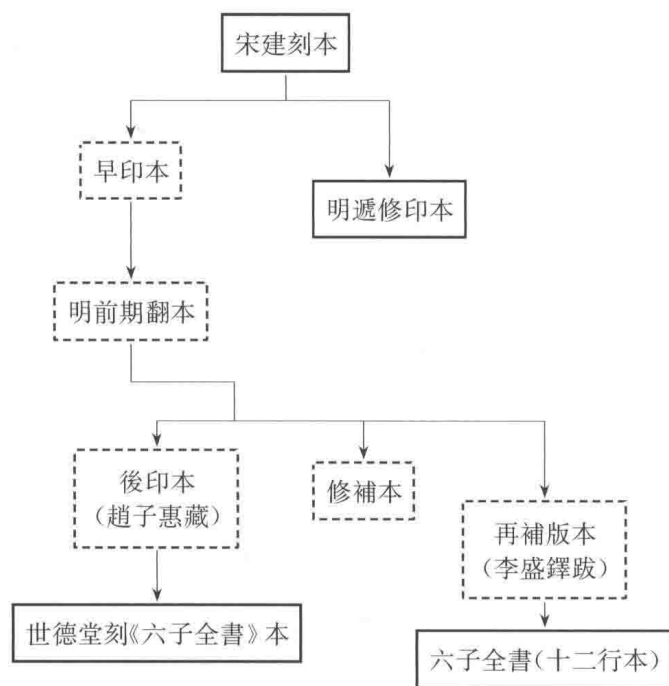 宋建刻本
早印本
明遞修印本
明前期翻本
後印本
（趙子惠藏）
修補本
再補版本
（李盛鐸跋）
世德堂刻《六子全書》本
六子全書（十二行本）